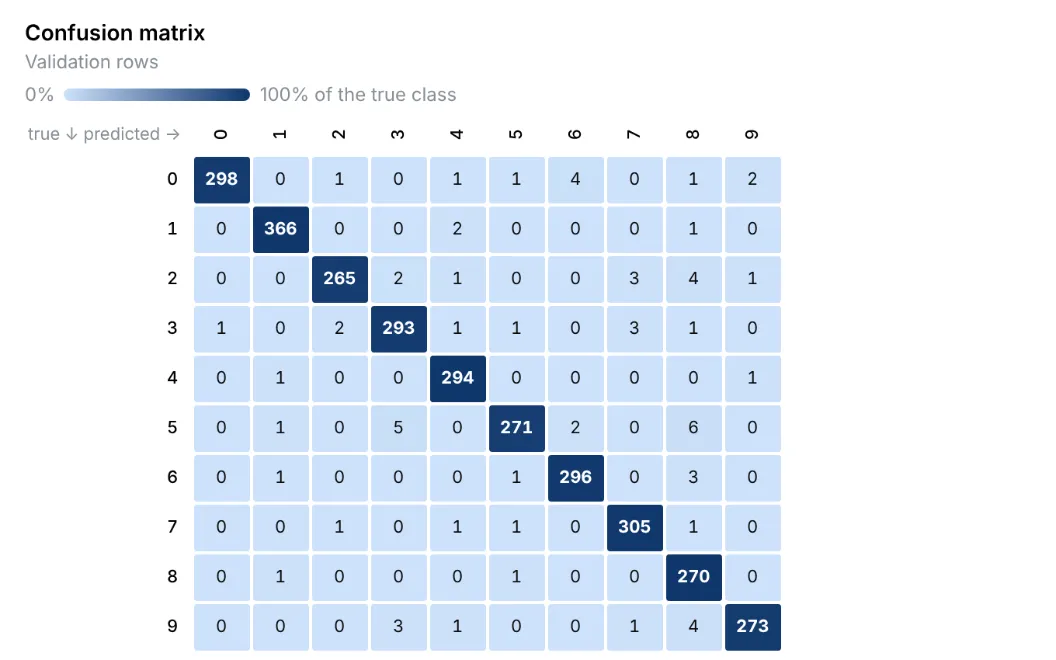 Confusion matrix
Validation rows
0% 100% of the true class
true ↓ predicted → 0 1 2 3 4 5 6 7 8 9
0 298 0 1 0 1 1 4 0 1 2
1 0 366 0 0 2 0 0 0 1 0
2 0 0 265 2 1 0 0 3 4 1
3 1 0 2 293 1 1 0 3 1 0
4 0 1 0 0 294 0 0 0 0 1
5 0 1 0 5 0 271 2 0 6 0
6 0 1 0 0 0 1 296 0 3 0
7 0 0 1 0 1 1 0 305 1 0
8 0 1 0 0 0 1 0 0 270 0
9 0 0 0 3 1 0 0 1 4 273